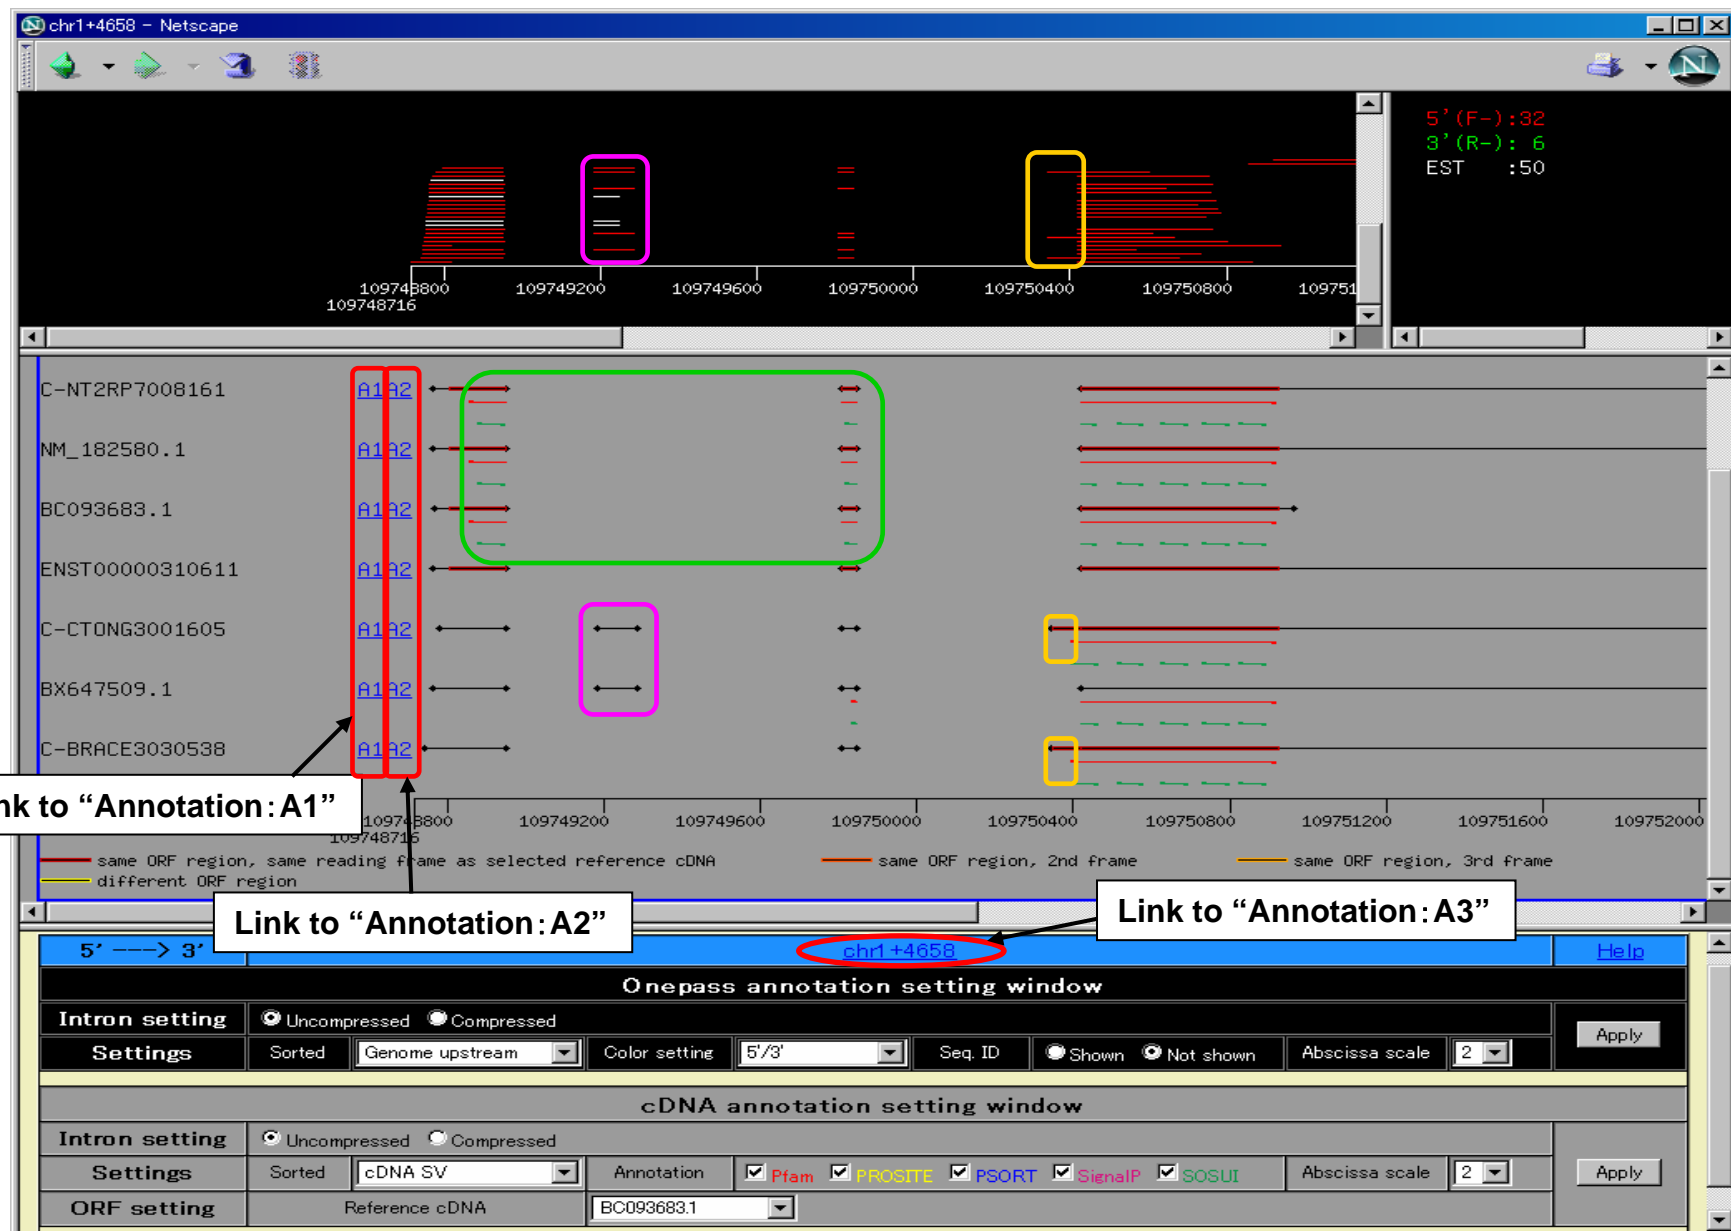 chr1+4658 - Netscape
5'(F-):32
3'(R-): 6
EST :50
109748800 109749200 109749600 109750000 109750400 109750800 109751
109748716
C-NT2RP7008161 A1 A2
NM_182580.1 A1 A2
BC093683.1 A1 A2
ENST00000310611 A1 A2
C-CTONG3001605 A1 A2
BX647509.1 A1 A2
C-BRACE3030538 A1 A2
nk to “Annotation:A1”
109748800 109749200 109749600 109750000 109750400 109750800 109751200 109751600 109752000
109748716
same ORF region, same reading frame as selected reference cDNA same ORF region, 2nd frame same ORF region, 3rd frame
different ORF region
Link to “Annotation:A2”
Link to “Annotation:A3”
5' ---> 3' chr1+4658 Help
Onepass annotation setting window
Intron setting Uncompressed Compressed
Apply
Settings Sorted Genome upstream Color setting 5'/3' Seq. ID Shown Not shown Abscissa scale 2
cDNA annotation setting window
Intron setting Uncompressed Compressed
Settings Sorted cDNA SV Annotation Pfam PROSITE PSORT SignalP SOSUI Abscissa scale 2 Apply
ORF setting Reference cDNA BC093683.1